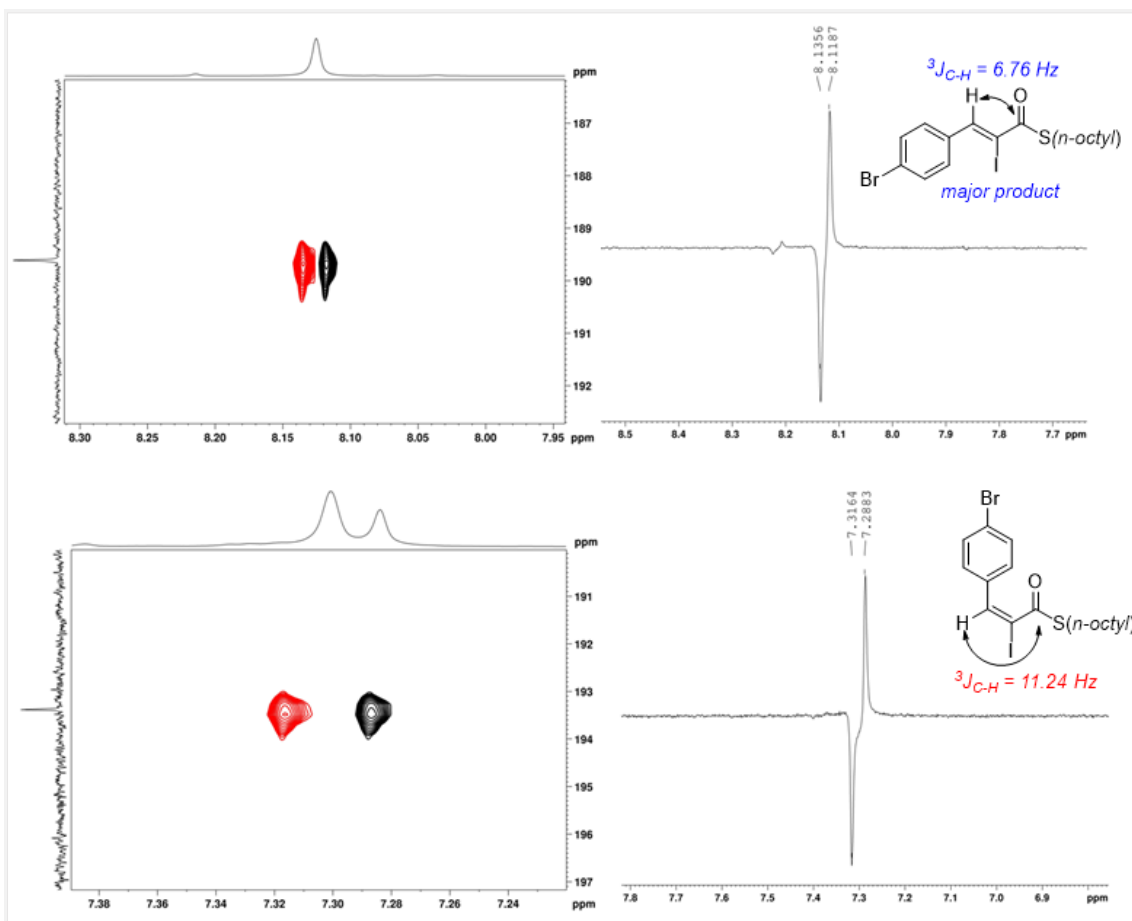 ppm
187
188
189
190
191
192
8.30 8.25 8.20 8.15 8.10 8.05 8.00 7.95 ppm
8.1356
8.1187
³J_C-H = 6.76 Hz
H
O
S(n-octyl)
I
Br
major product
8.5 8.4 8.3 8.2 8.1 8.0 7.9 7.8 7.7 ppm
ppm
191
192
193
194
195
196
197
7.38 7.36 7.34 7.32 7.30 7.28 7.26 7.24 ppm
7.3164
7.2883
Br
O
H
S(n-octyl)
I
³J_C-H = 11.24 Hz
7.8 7.7 7.6 7.5 7.4 7.3 7.2 7.1 7.0 6.9 ppm